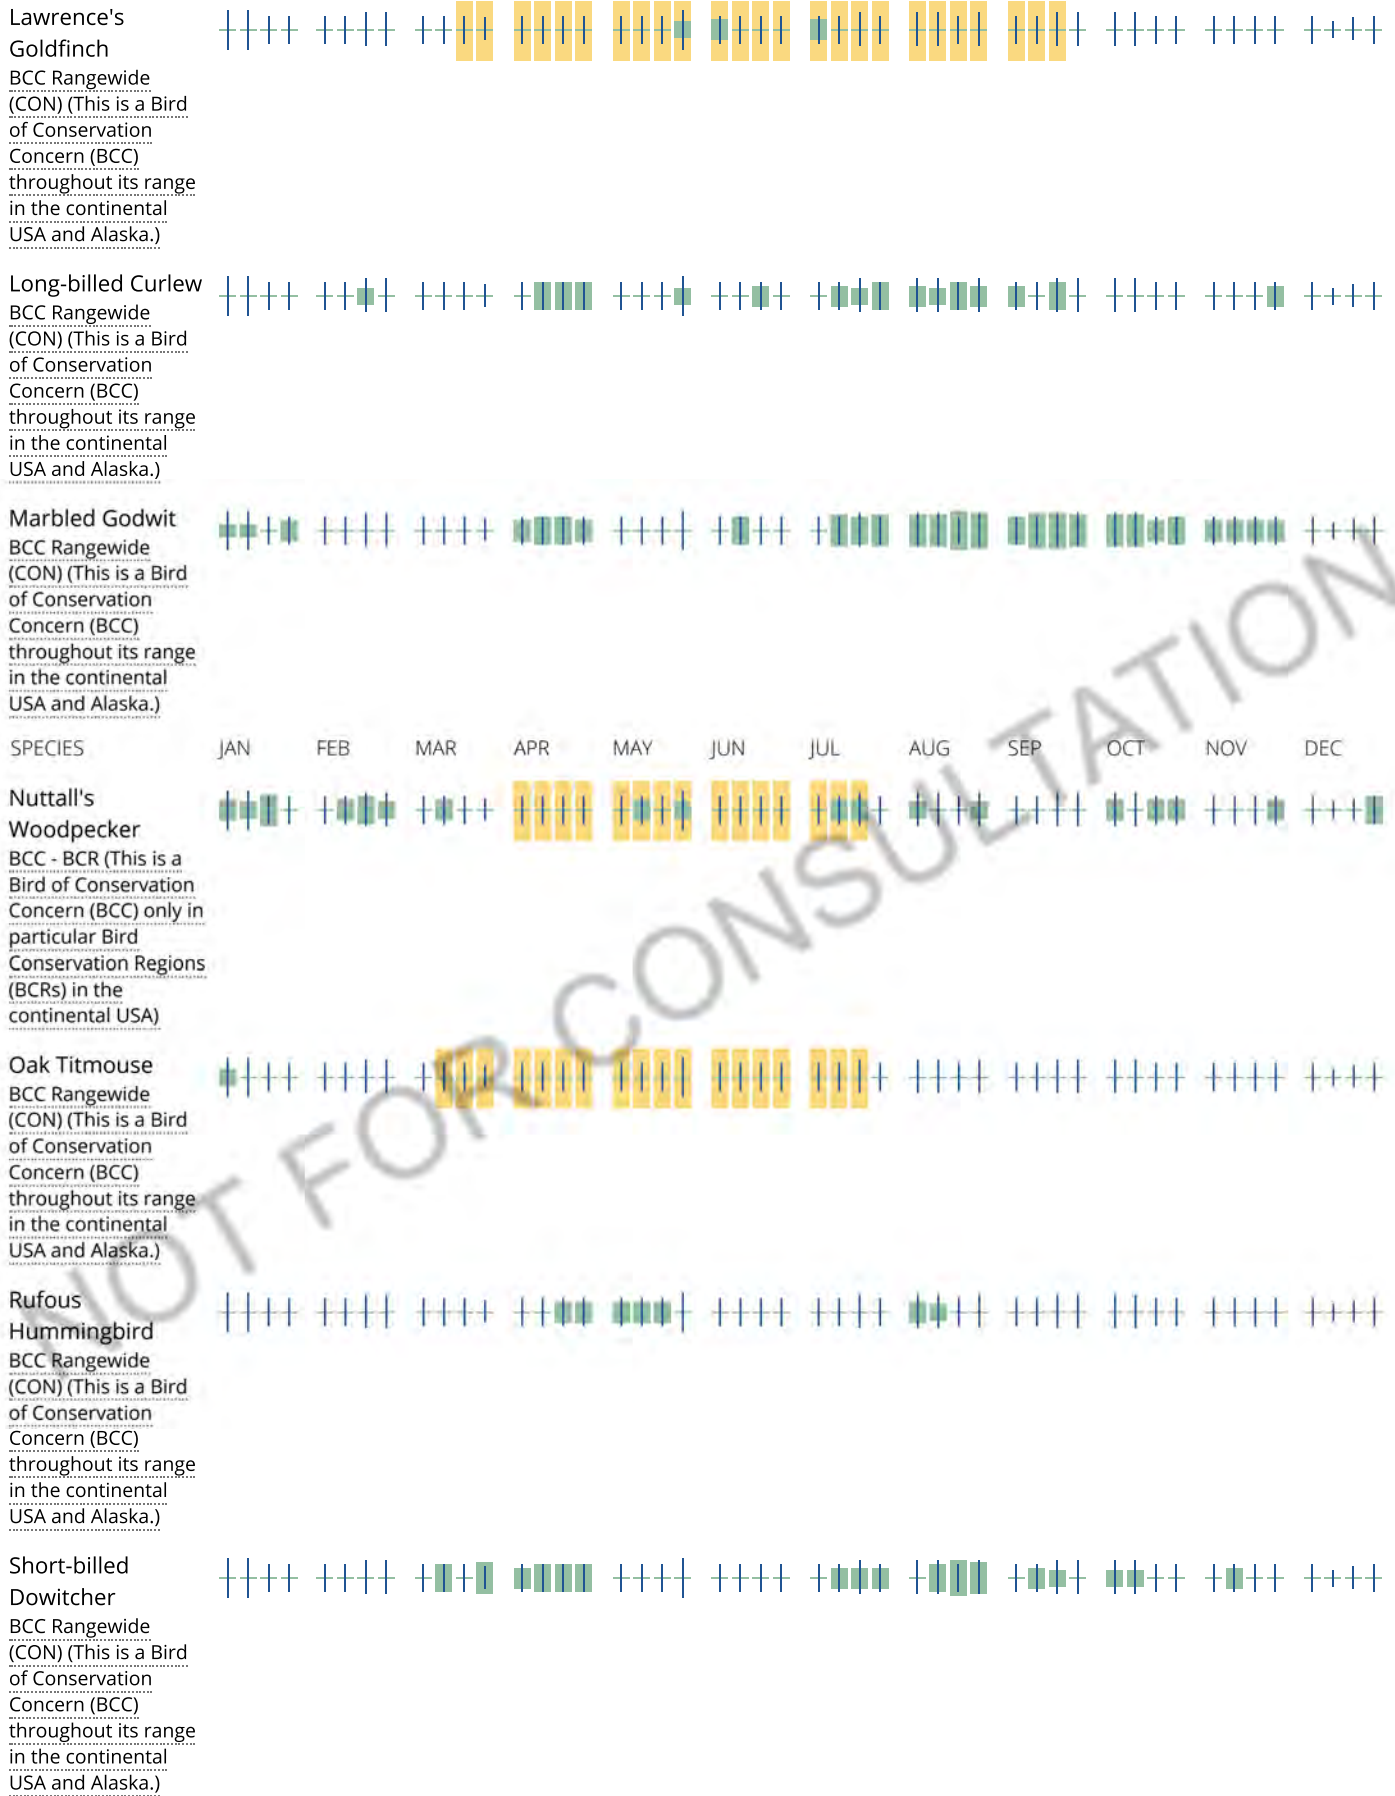 Lawrence's
Goldfinch
BCC Rangewide
(CON) (This is a Bird
of Conservation
Concern (BCC)
throughout its range
in the continental
USA and Alaska.)
Long-billed Curlew
BCC Rangewide
(CON) (This is a Bird
of Conservation
Concern (BCC)
throughout its range
in the continental
USA and Alaska.)
Marbled Godwit
BCC Rangewide
(CON) (This is a Bird
of Conservation
Concern (BCC)
throughout its range
in the continental
USA and Alaska.)
SPECIES JAN FEB MAR APR MAY JUN JUL AUG SEP OCT NOV DEC
Nuttall's
Woodpecker
BCC - BCR (This is a
Bird of Conservation
Concern (BCC) only in
particular Bird
Conservation Regions
(BCRs) in the
continental USA)
Oak Titmouse
BCC Rangewide
(CON) (This is a Bird
of Conservation
Concern (BCC)
throughout its range
in the continental
USA and Alaska.)
Rufous
Hummingbird
BCC Rangewide
(CON) (This is a Bird
of Conservation
Concern (BCC)
throughout its range
in the continental
USA and Alaska.)
Short-billed
Dowitcher
BCC Rangewide
(CON) (This is a Bird
of Conservation
Concern (BCC)
throughout its range
in the continental
USA and Alaska.)
NOT FOR CONSULTATION